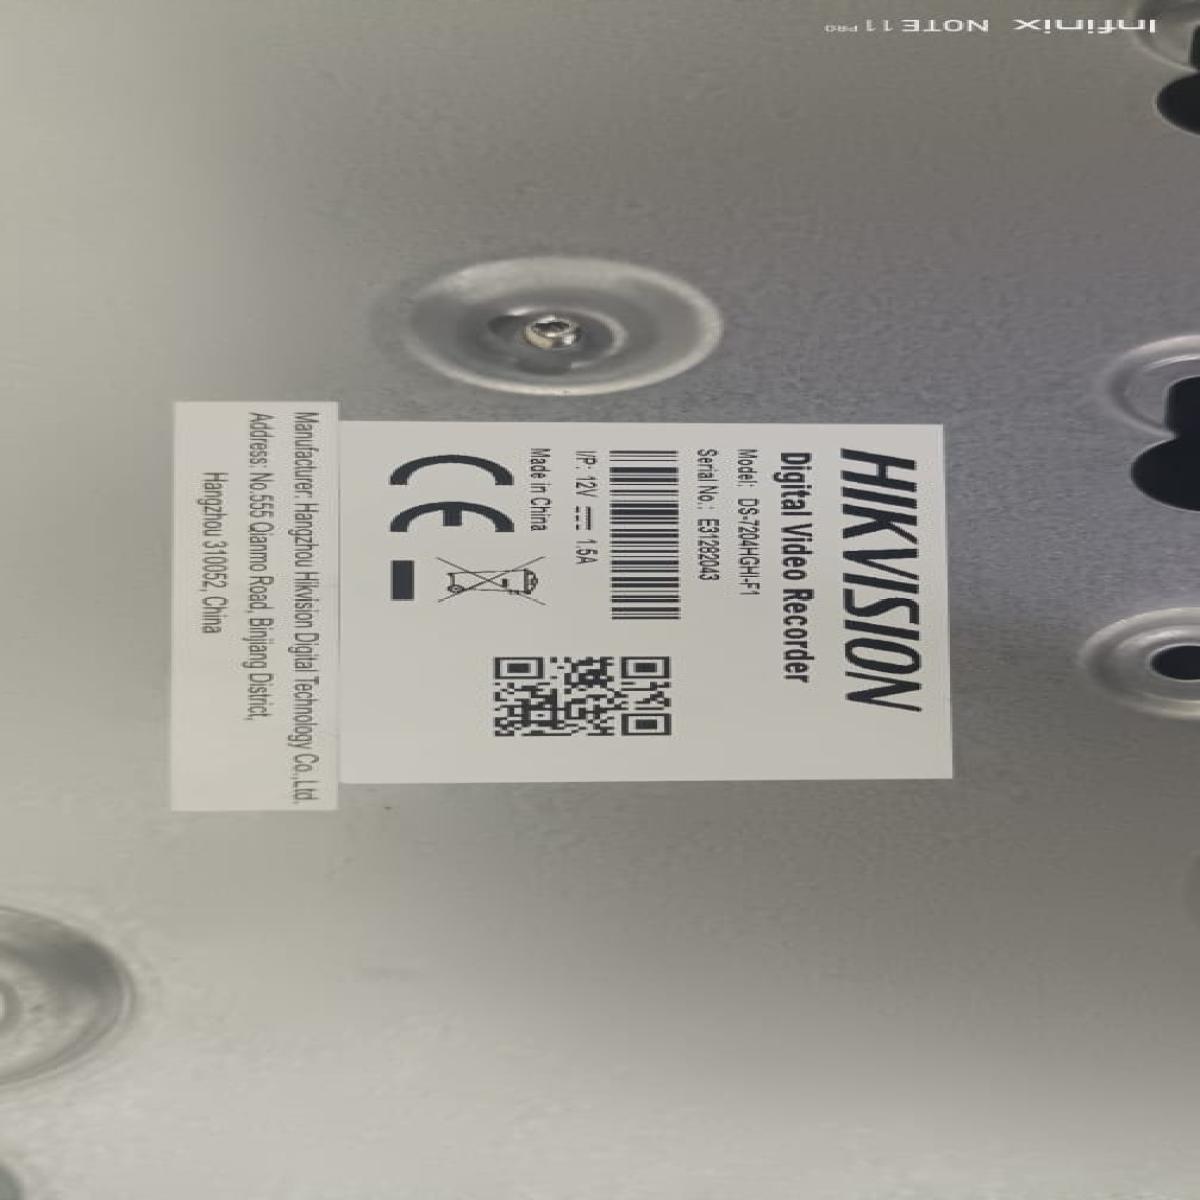 HIKVISION
Digital Video Recorder
Model: DS-7204HGHI-F1
Serial No.: E31282043
I/P: 12V ⎓ 1.5A
Made in China
CE
Manufacturer: Hangzhou Hikvision Digital Technology Co.,Ltd.
Address: No.555 Qianmo Road, Binjiang District,
Hangzhou 310052, China
Infinix NOTE 11 PRO